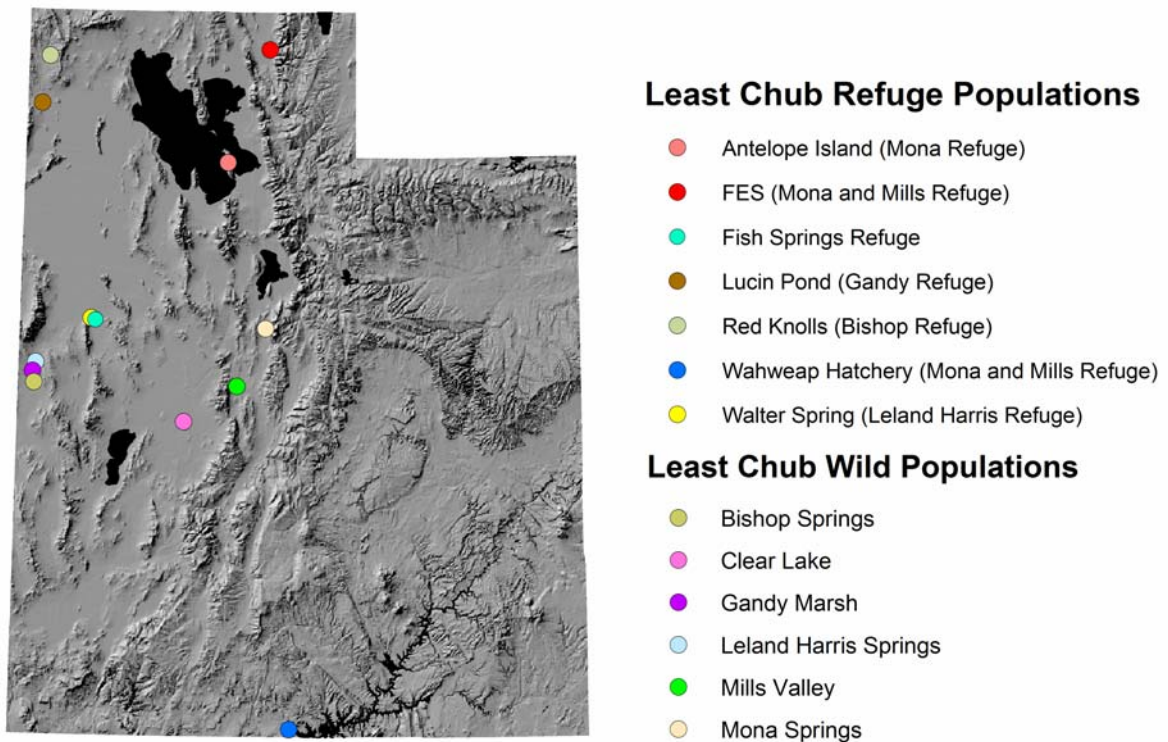 Least Chub Refuge Populations
Antelope Island (Mona Refuge)
FES (Mona and Mills Refuge)
Fish Springs Refuge
Lucin Pond (Gandy Refuge)
Red Knolls (Bishop Refuge)
Wahweap Hatchery (Mona and Mills Refuge)
Walter Spring (Leland Harris Refuge)
Least Chub Wild Populations
Bishop Springs
Clear Lake
Gandy Marsh
Leland Harris Springs
Mills Valley
Mona Springs